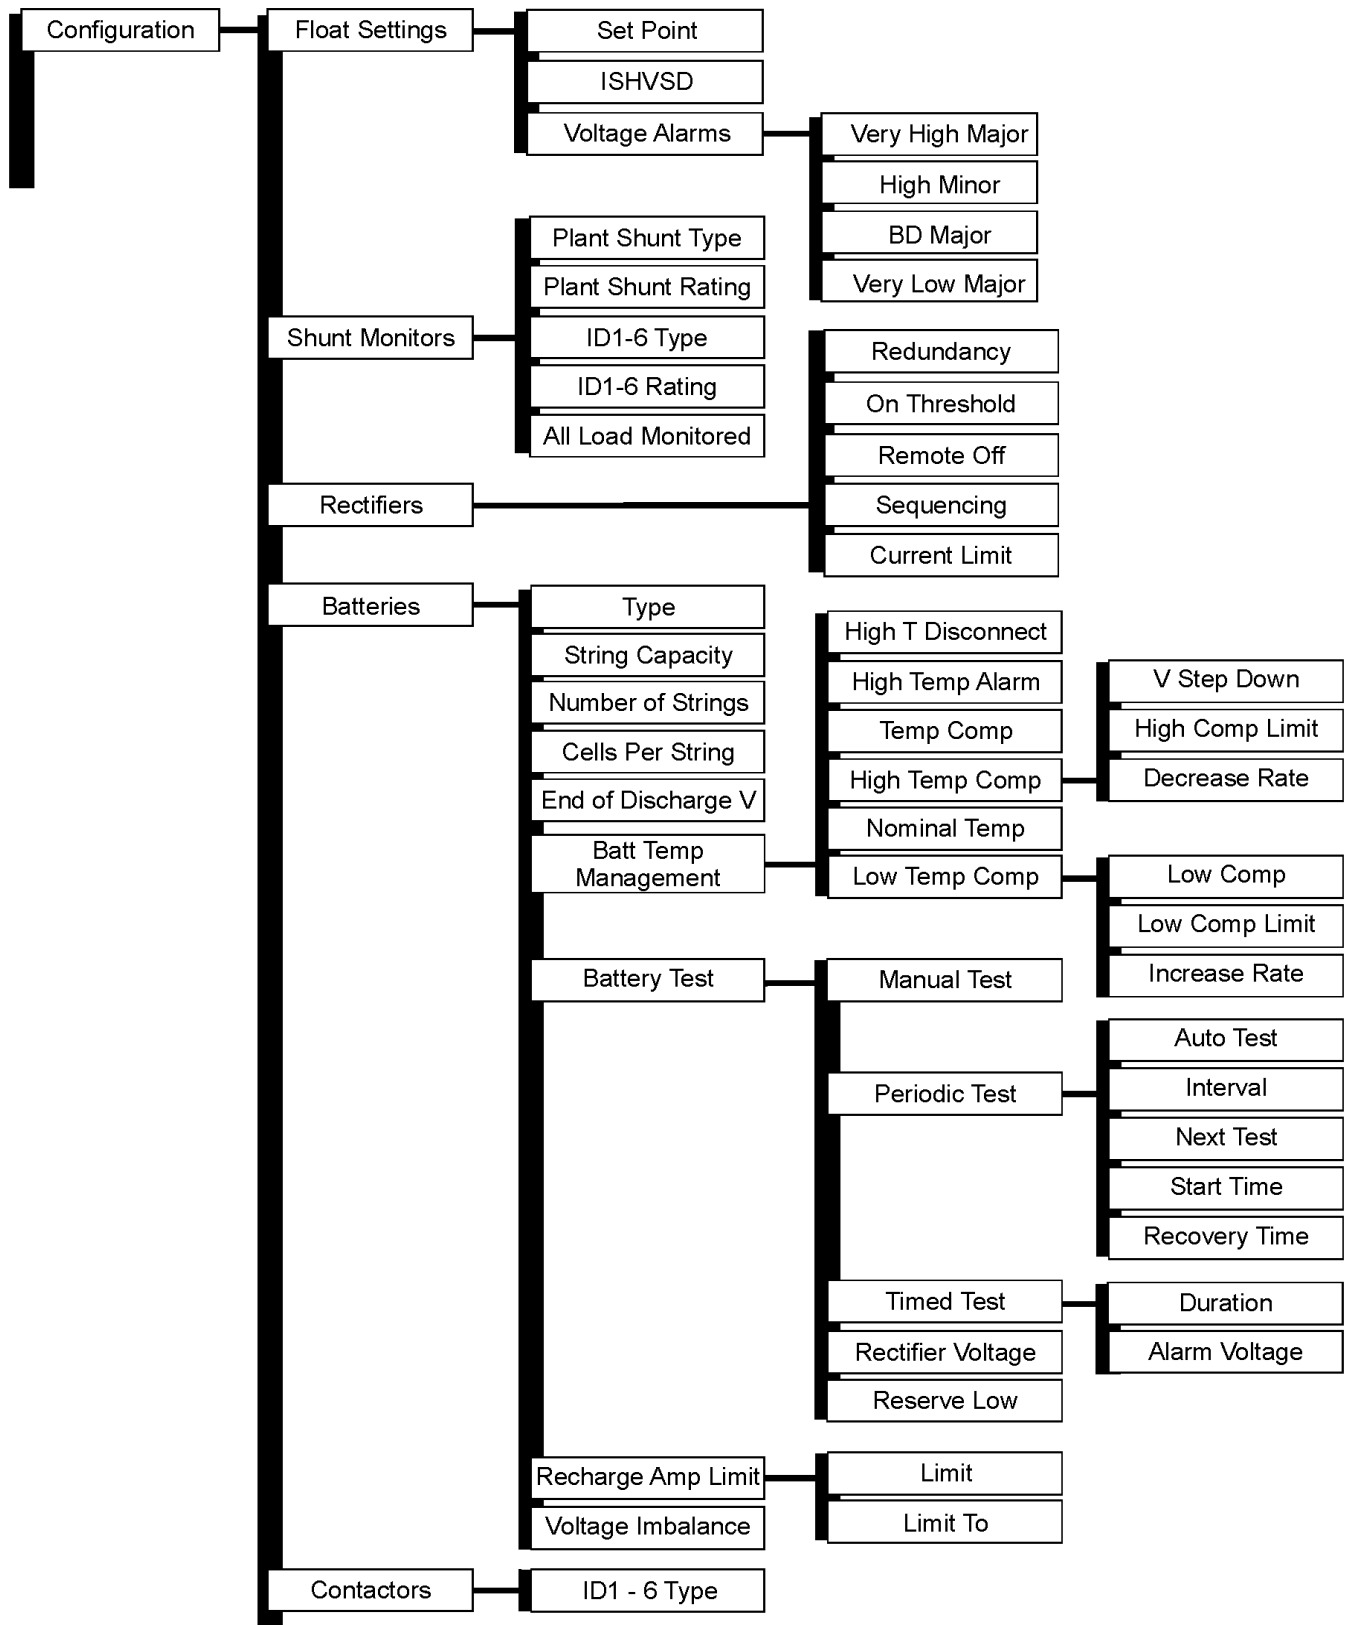 Configuration
Float Settings
Set Point
ISHVSD
Voltage Alarms
Very High Major
High Minor
BD Major
Very Low Major
Shunt Monitors
Plant Shunt Type
Plant Shunt Rating
ID1-6 Type
ID1-6 Rating
All Load Monitored
Rectifiers
Redundancy
On Threshold
Remote Off
Sequencing
Current Limit
Batteries
Type
String Capacity
Number of Strings
Cells Per String
End of Discharge V
Batt Temp
Management
High T Disconnect
High Temp Alarm
Temp Comp
High Temp Comp
V Step Down
High Comp Limit
Decrease Rate
Nominal Temp
Low Temp Comp
Low Comp
Low Comp Limit
Increase Rate
Battery Test
Manual Test
Periodic Test
Auto Test
Interval
Next Test
Start Time
Recovery Time
Timed Test
Duration
Alarm Voltage
Rectifier Voltage
Reserve Low
Recharge Amp Limit
Limit
Limit To
Voltage Imbalance
Contactors
ID1 - 6 Type